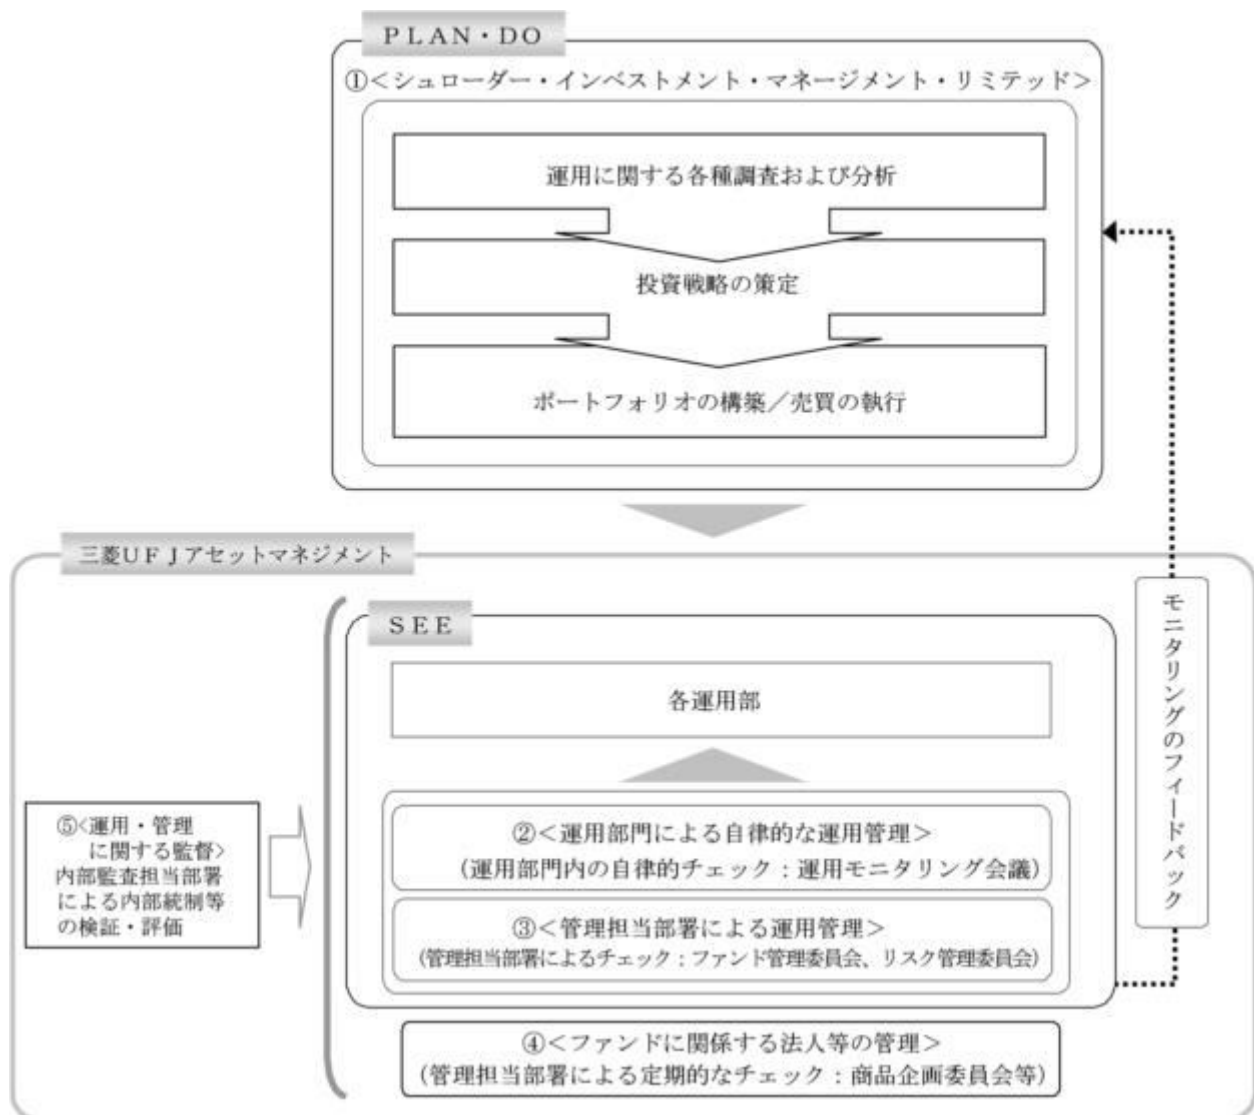 PLAN・DO
①<シュローダー・インベストメント・マネージメント・リミテッド>
運用に関する各種調査および分析
投資戦略の策定
ポートフォリオの構築／売買の執行
三菱UFJアセットマネジメント
SEE
各運用部
②<運用部門による自律的な運用管理>
(運用部門内の自律的チェック：運用モニタリング会議)
③<管理担当部署による運用管理>
(管理担当部署によるチェック：ファンド管理委員会、リスク管理委員会)
④<ファンドに関係する法人等の管理>
(管理担当部署による定期的なチェック：商品企画委員会等)
⑤<運用・管理
に関する監督>
内部監査担当部署
による内部統制等
の検証・評価
モニタリングのフィードバック